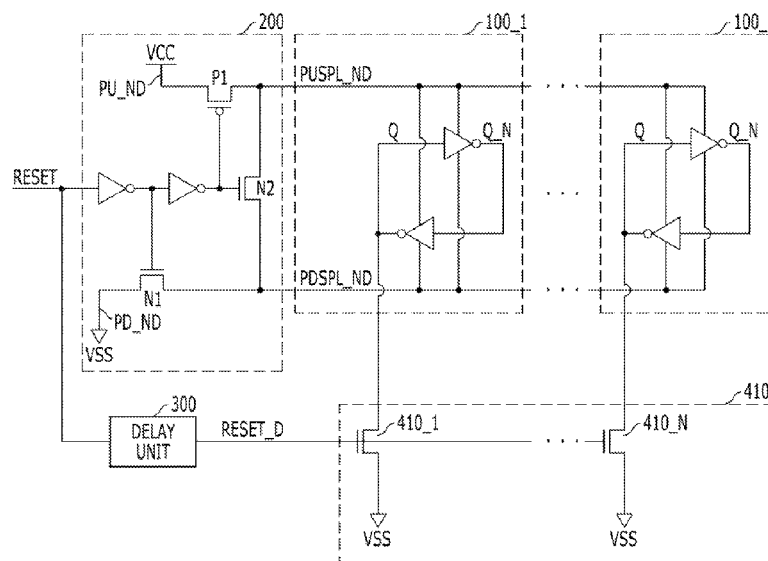 200
100_1
100_
VCC
P1
PU_ND
PUSPL_ND
Q
Q_N
Q
Q_N
RESET
N2
N1
PDSPL_ND
PD_ND
VSS
300
410
DELAY
UNIT
RESET_D
410_1
410_N
VSS
VSS